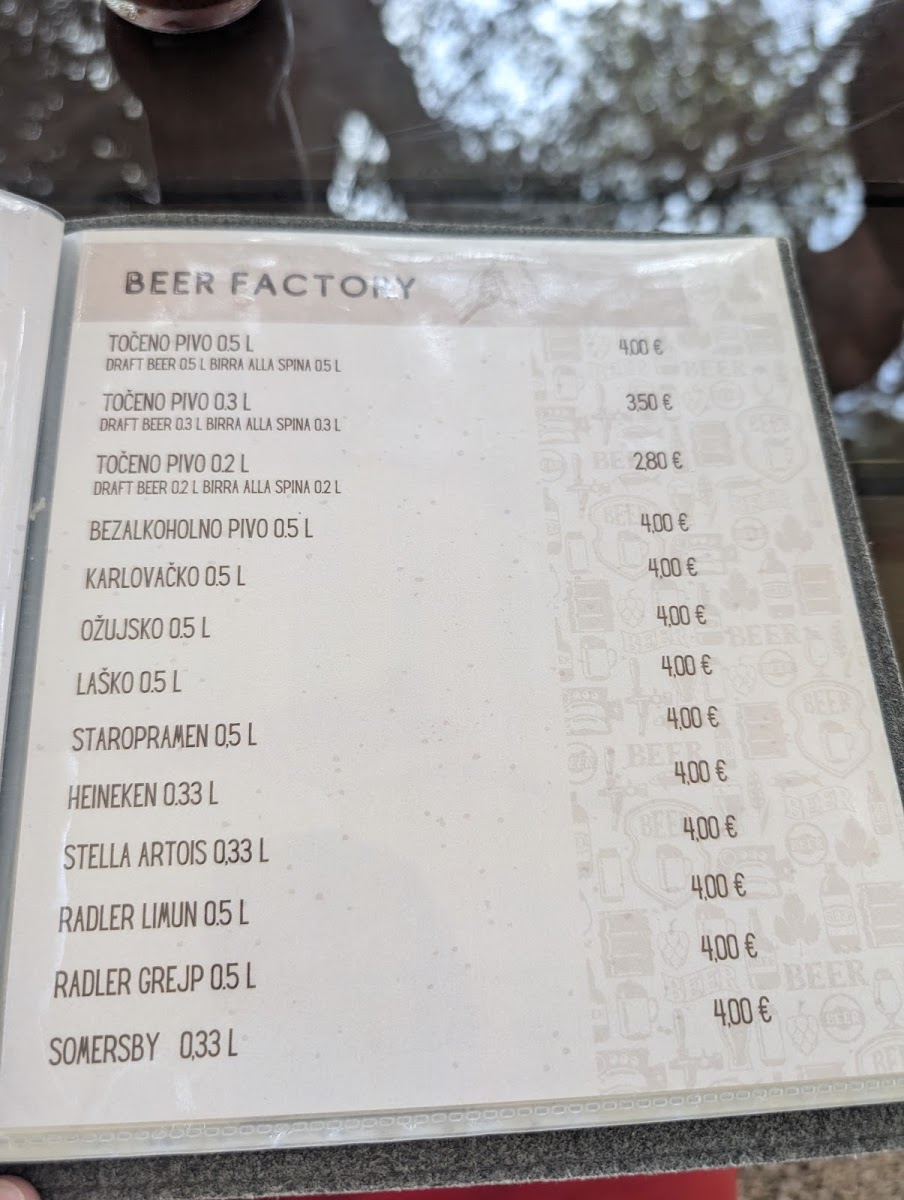 BEER FACTORY
TOČENO PIVO 0.5 L 4,00 €
DRAFT BEER 0.5 L BIRRA ALLA SPINA 0.5 L
TOČENO PIVO 0.3 L 3,50 €
DRAFT BEER 0.3 L BIRRA ALLA SPINA 0.3 L
TOČENO PIVO 0.2 L 2,80 €
DRAFT BEER 0.2 L BIRRA ALLA SPINA 0.2 L
BEZALKOHOLNO PIVO 0.5 L 4,00 €
KARLOVAČKO 0.5 L 4,00 €
OŽUJSKO 0.5 L 4,00 €
LAŠKO 0.5 L 4,00 €
STAROPRAMEN 0,5 L 4,00 €
HEINEKEN 0.33 L 4,00 €
STELLA ARTOIS 0,33 L 4,00 €
RADLER LIMUN 0.5 L 4,00 €
RADLER GREJP 0.5 L 4,00 €
SOMERSBY 0,33 L 4,00 €